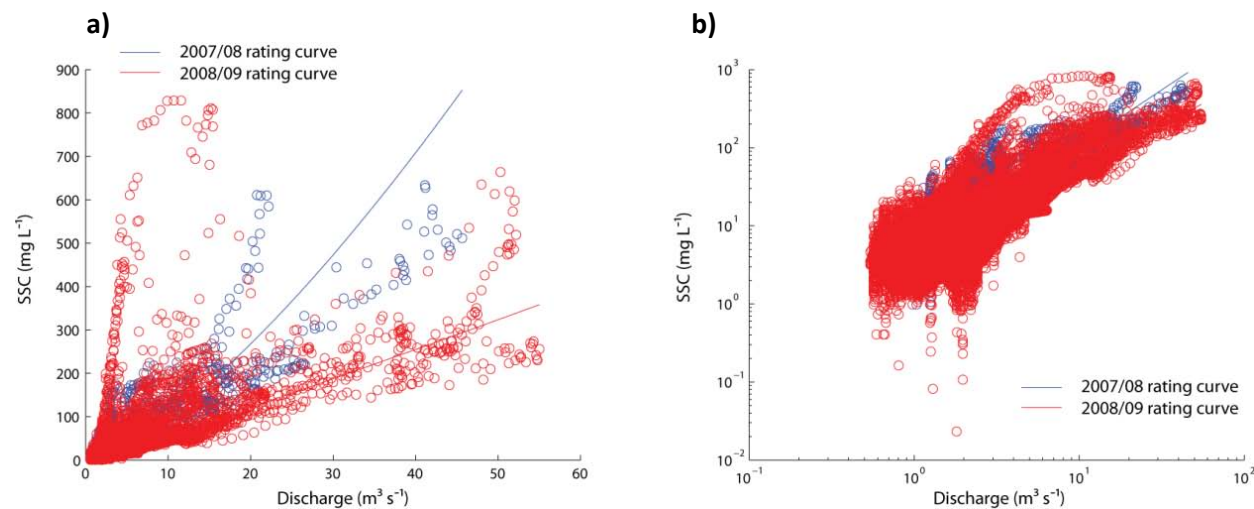 a)
2007/08 rating curve
2008/09 rating curve
900
800
700
600
500
400
300
200
100
0
SSC (mg L⁻¹)
0 10 20 30 40 50 60
Discharge (m³ s⁻¹)
b)
10³
10²
10¹
10⁰
10⁻¹
10⁻²
SSC (mg L⁻¹)
2007/08 rating curve
2008/09 rating curve
10⁻¹ 10⁰ 10¹ 10²
Discharge (m³ s⁻¹)